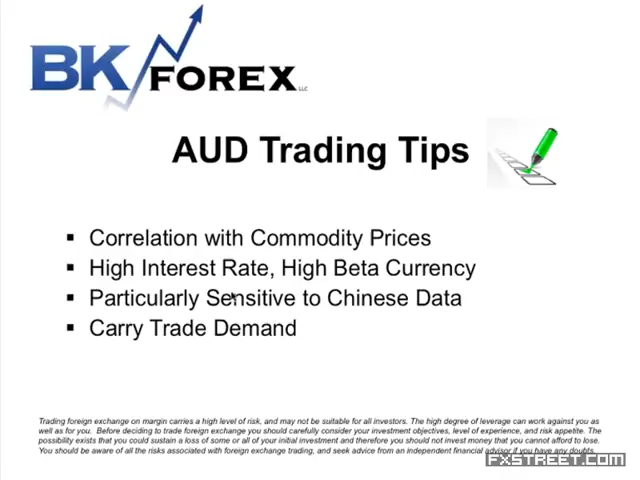 BK FOREX LLC
AUD Trading Tips
▪ Correlation with Commodity Prices
▪ High Interest Rate, High Beta Currency
▪ Particularly Sensitive to Chinese Data
▪ Carry Trade Demand
Trading foreign exchange on margin carries a high level of risk, and may not be suitable for all investors. The high degree of leverage can work against you as
well as for you. Before deciding to trade foreign exchange you should carefully consider your investment objectives, level of experience, and risk appetite. The
possibility exists that you could sustain a loss of some or all of your initial investment and therefore you should not invest money that you cannot afford to lose.
You should be aware of all the risks associated with foreign exchange trading, and seek advice from an independent financial advisor if you have any doubts.
FXSTREET.COM